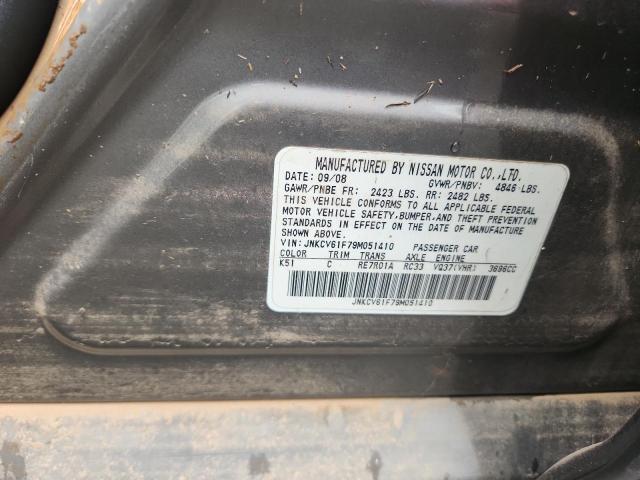 MANUFACTURED BY NISSAN MOTOR CO.,LTD.
DATE: 09/08 GVWR/PNBV: 4846 LBS.
GAWR/PNBE FR: 2423 LBS. RR: 2482 LBS.
THIS VEHICLE CONFORMS TO ALL APPLICABLE FEDERAL
MOTOR VEHICLE SAFETY,BUMPER,AND THEFT PREVENTION
STANDARDS IN EFFECT ON THE DATE OF MANUFACTURE
SHOWN ABOVE.
VIN: JNKCV61F79M051410 PASSENGER CAR
COLOR TRIM TRANS AXLE ENGINE
K51 C RE7R01A RC33 VQ37(VHR) 3696CC
JNKCV61F79M051410